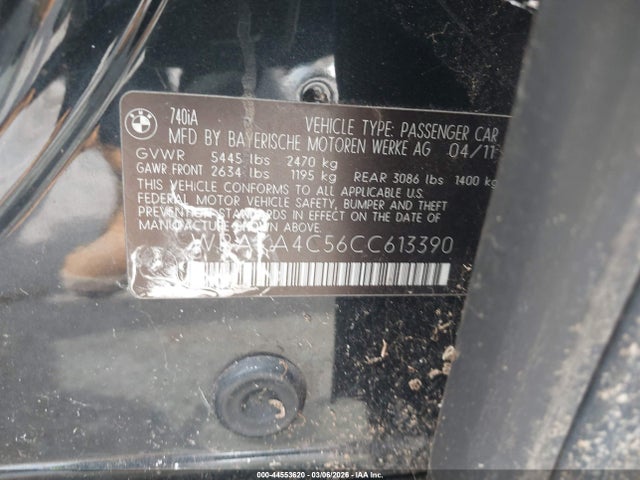 740iA
VEHICLE TYPE: PASSENGER CAR
MFD BY BAYERISCHE MOTOREN WERKE AG 04/11
GVWR 5445 lbs 2470 kg
GAWR FRONT 2634 lbs 1195 kg REAR 3086 lbs 1400 kg
THIS VEHICLE CONFORMS TO ALL APPLICABLE U.S.
FEDERAL MOTOR VEHICLE SAFETY, BUMPER AND THEFT
PREVENTION STANDARDS IN EFFECT ON THE DATE OF
MANUFACTURE SHOWN ABOVE.
A4C56CC613390
000-44553620 - 03/06/2026 - IAA Inc.